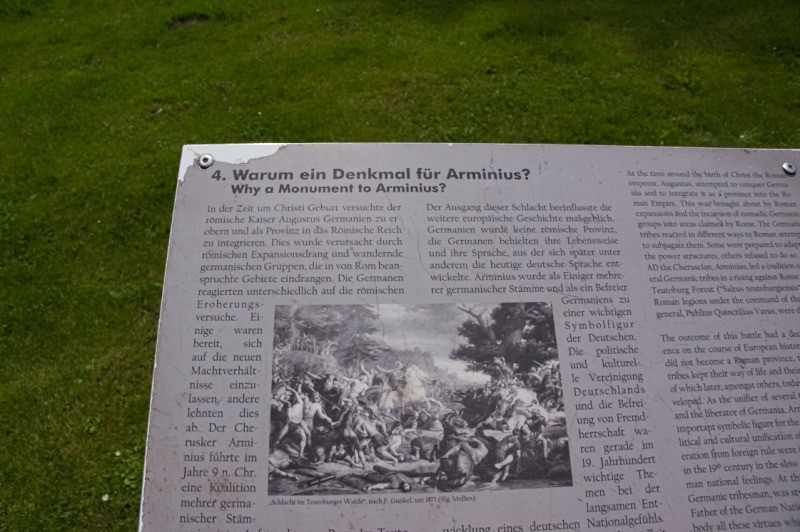 4. Warum ein Denkmal für Arminius?
Why a Monument to Arminius?
In der Zeit um Christi Geburt versuchte der
römische Kaiser Augustus Germanien zu er-
obern und als Provinz in das Römische Reich
zu integrieren. Dies wurde verursacht durch
römischen Expansionsdrang und wandernde
germanischen Gruppen, die in von Rom bean-
spruchte Gebiete eindrangen. Die Germanen
reagierten unterschiedlich auf die römischen
Eroberungs-
versuche. Ei-
nige waren
bereit, sich
auf die neuen
Machtverhält-
nisse einzu-
lassen, andere
lehnten dies
ab. Der Che-
rusker Armi-
nius führte im
Jahre 9 n. Chr.
eine Koalition
mehrer germa-
nischer Stäm-
Der Ausgang dieser Schlacht beeinflusste die
weitere europäische Geschichte maßgeblich.
Germanien wurde keine römische Provinz,
die Germanen behielten ihre Lebensweise
und ihre Sprache, aus der sich später unter
anderem die heutige deutsche Sprache ent-
wickelte. Arminius wurde als Einiger mehre-
rer germanischer Stämme und als ein Befreier
Germaniens zu
einer wichtigen
Symbolfigur
der Deutschen.
Die politische
und kulturel-
le Vereinigung
Deutschlands
und die Befrei-
ung von Fremd-
herrschaft wa-
ren gerade im
19. Jahrhundert
wichtige The-
men bei der
langsamen Ent-
wicklung eines deutschen Nationalgefühls
„Schlacht im Teutoburger Walde“, nach F. Gunkel, um 1871 (Slg. Mellies)
At the time around the birth of Christ the Roman
emperor, Augustus, attempted to conquer Germa-
nia and to integrate it as a province into the Ro-
man Empire. This was brought about by Roman
expansions and the incursion of nomadic Germanic
groups into areas claimed by Rome. The Germanic
tribes reacted in different ways to Roman attempts
to subjugate them. Some were prepared to adapt
the power structures, others refused to do so.
AD the Cheruscian, Arminius, led a coalition
eral Germanic tribes in a rising against Rome.
Teutoburg Forest ("Saltus teutoburgiensis"
Roman legions under the command of the
general, Publius Quinctilius Varus, were
The outcome of this battle had a
ence on the course of European histor
did not become a Roman province,
tribes kept their way of life and their
of which later, amongst others, today
veloped. As the unifier of several
and the liberator of Germania, Ar
important symbolic figure for the
litical and cultural unification of
eration from foreign rule were
in the 19th century in the slow
man national feelings. At th
Germanic tribesman, was st
Father of the German Nati
body all these virtues